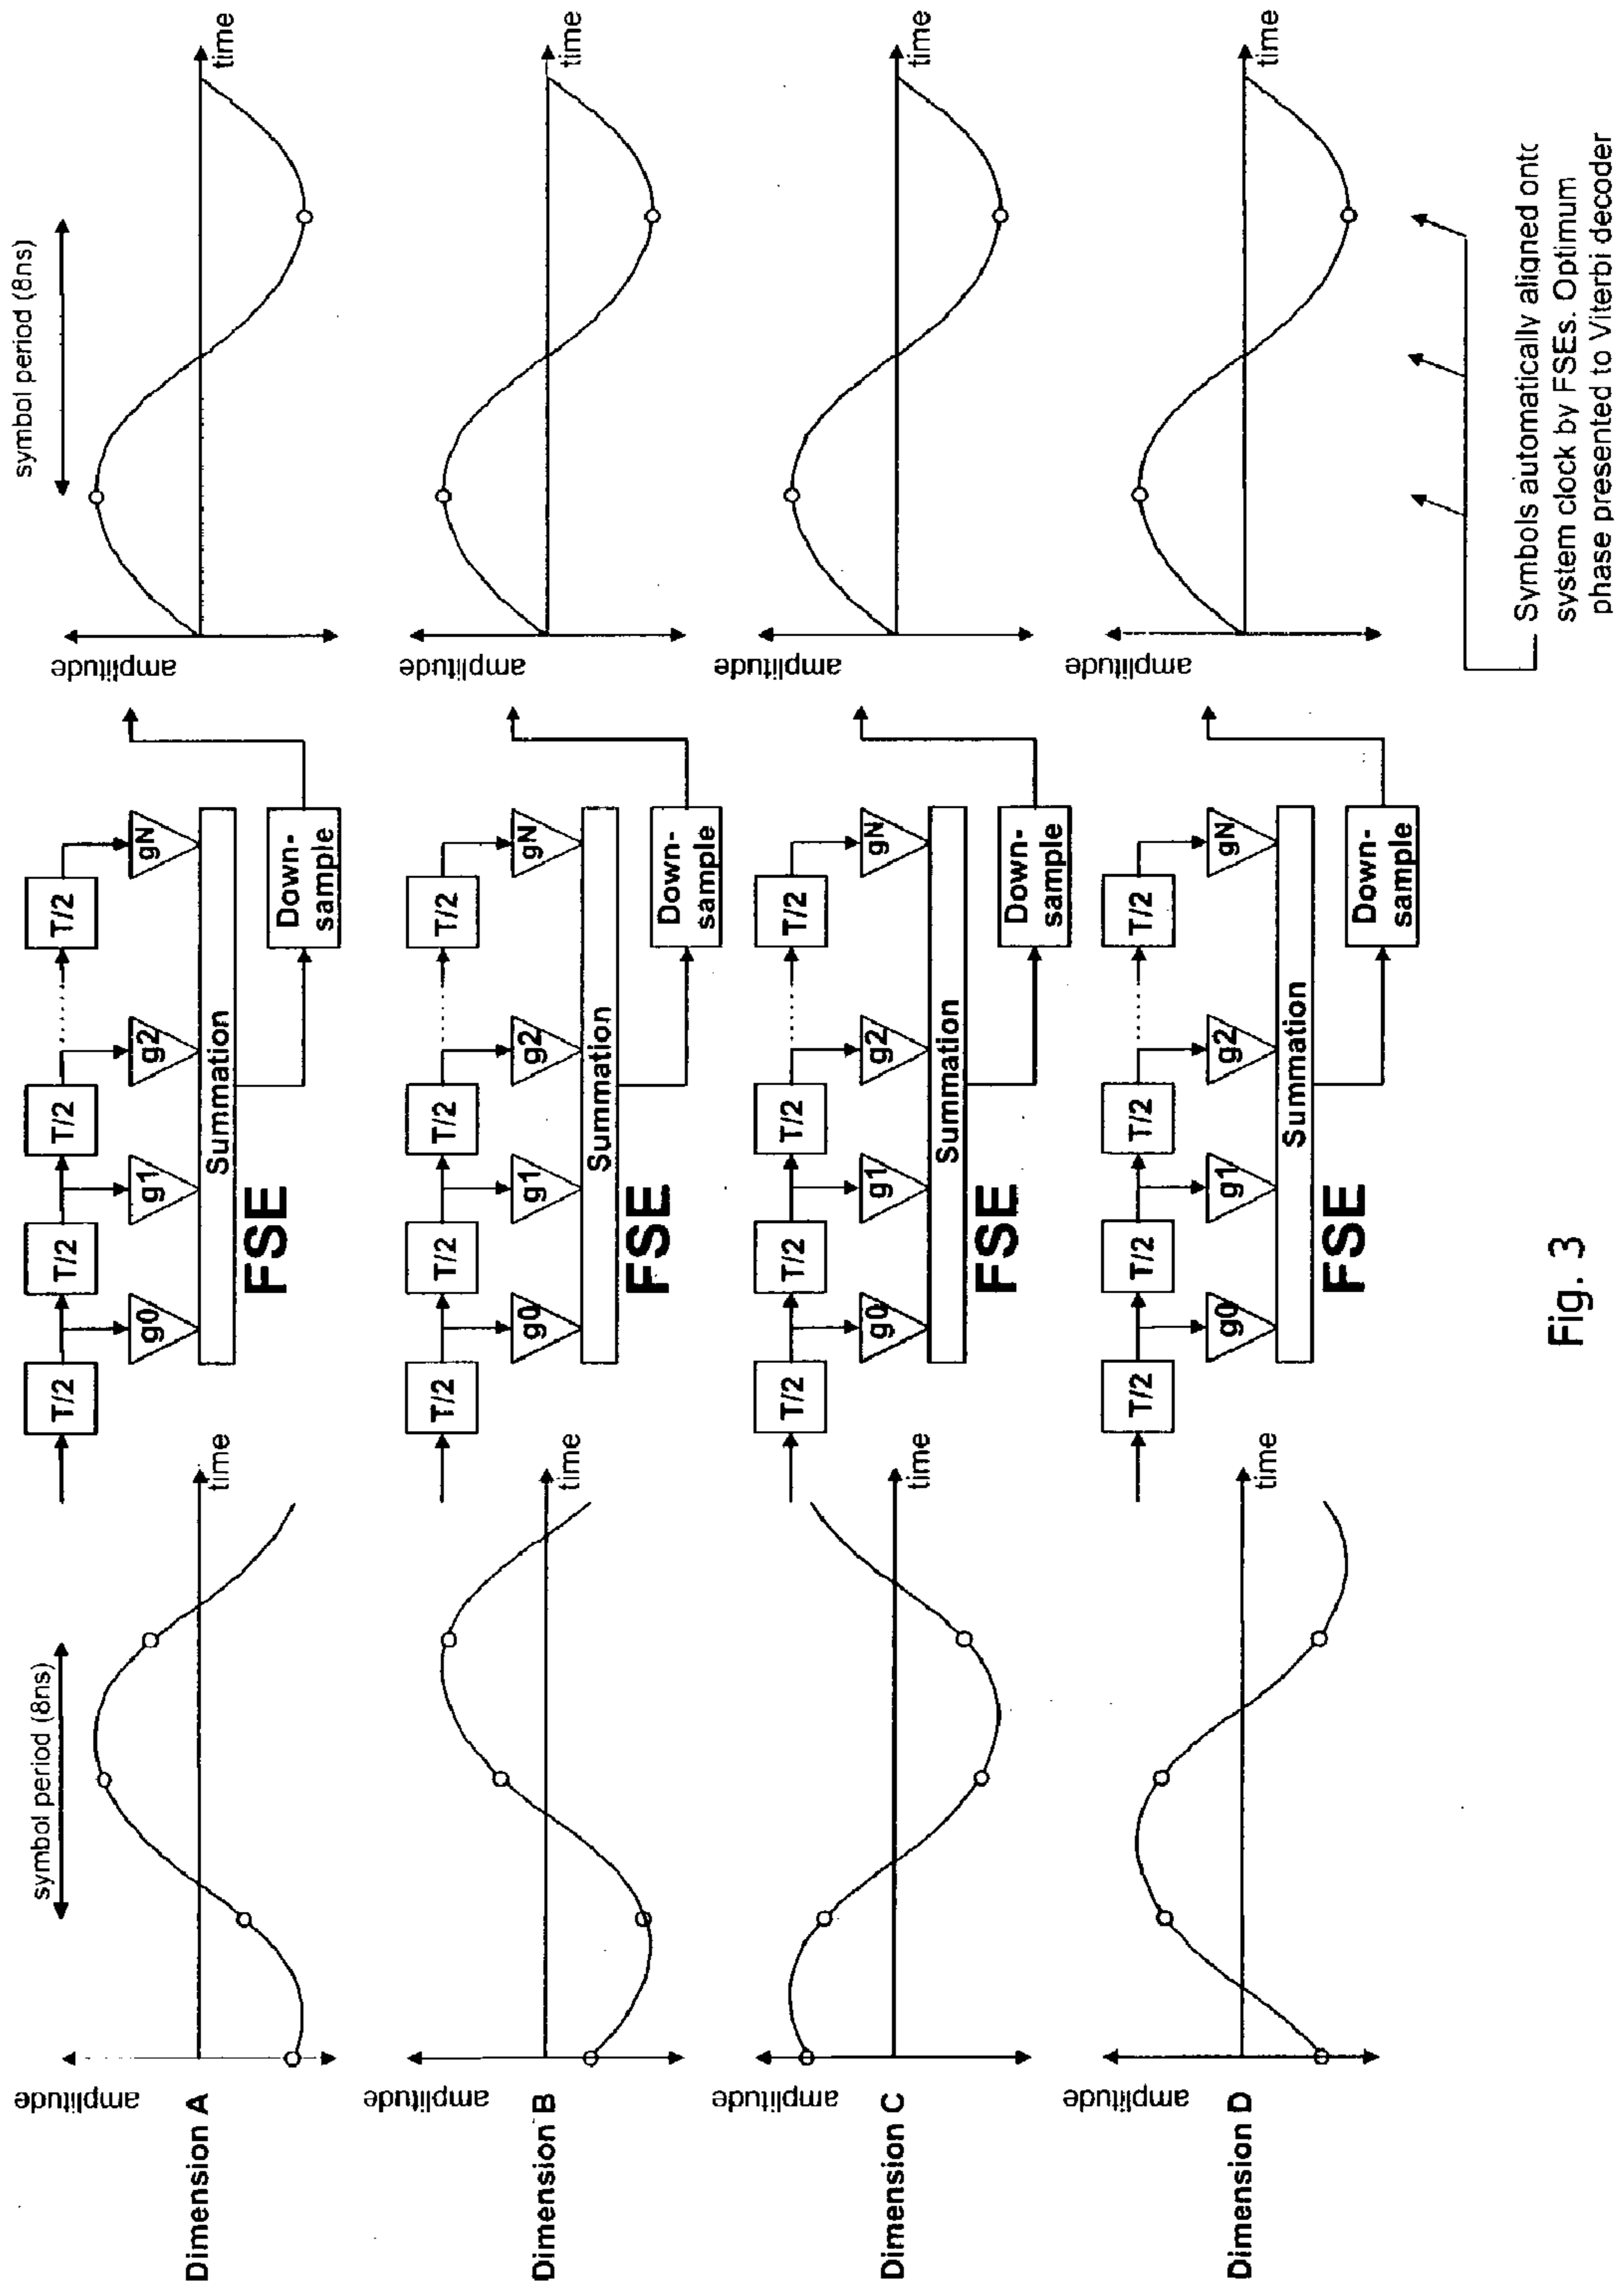 symbol period (8ns)
symbol period (8ns)
Dimension A
amplitude
time
T/2
T/2
T/2
T/2
g0
g1
g2
gN
Summation
FSE
Down-
sample
amplitude
time
Dimension B
amplitude
time
T/2
T/2
T/2
T/2
g0
g1
g2
gN
Summation
FSE
Down-
sample
amplitude
time
Dimension C
amplitude
time
T/2
T/2
T/2
T/2
g0
g1
g2
gN
Summation
FSE
Down-
sample
amplitude
time
Dimension D
amplitude
time
T/2
T/2
T/2
T/2
g0
g1
g2
gN
Summation
FSE
Down-
sample
amplitude
time
Symbols automatically aligned onto
system clock by FSEs. Optimum
phase presented to Viterbi decoder
Fig. 3